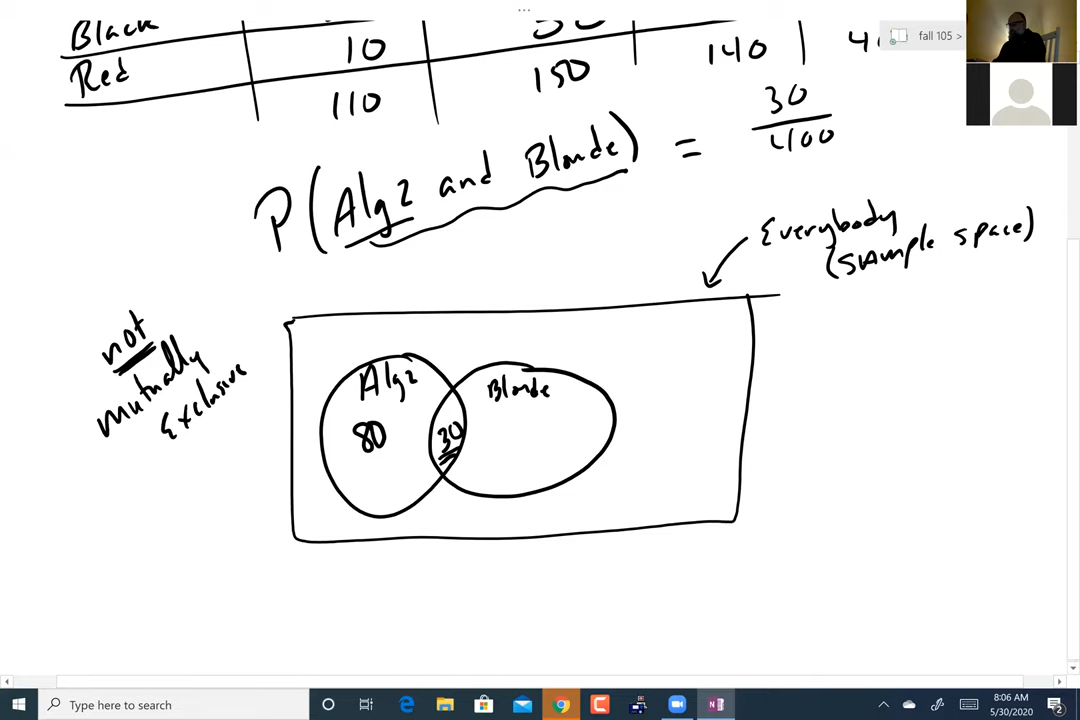 Black
Red 10 140
110 150
fall 105 >
P(Alg2 and Blonde) = 30/400
Everybody
(Sample space)
not
mutually
Exclusive
Alg2 Blonde
80 30
Type here to search
8:06 AM
5/30/2020
2